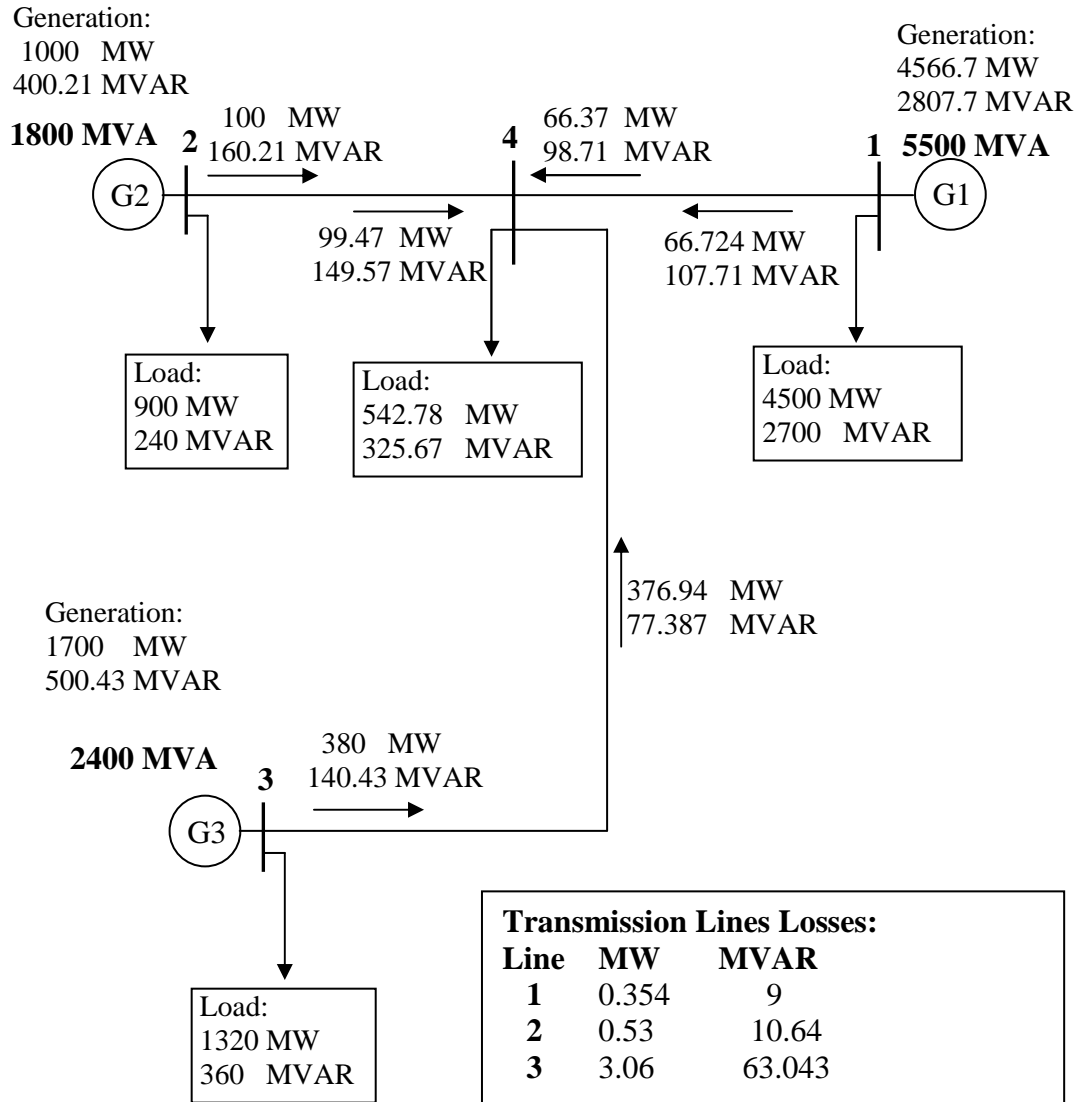 Generation:
1000 MW
400.21 MVAR
1800 MVA
2
G2
100 MW
160.21 MVAR
99.47 MW
149.57 MVAR
4
66.37 MW
98.71 MVAR
66.724 MW
107.71 MVAR
Generation:
4566.7 MW
2807.7 MVAR
1
5500 MVA
G1
Load:
900 MW
240 MVAR
Load:
542.78 MW
325.67 MVAR
Load:
4500 MW
2700 MVAR
376.94 MW
77.387 MVAR
Generation:
1700 MW
500.43 MVAR
2400 MVA
3
G3
380 MW
140.43 MVAR
Load:
1320 MW
360 MVAR
Transmission Lines Losses:
Line MW MVAR
1 0.354 9
2 0.53 10.64
3 3.06 63.043